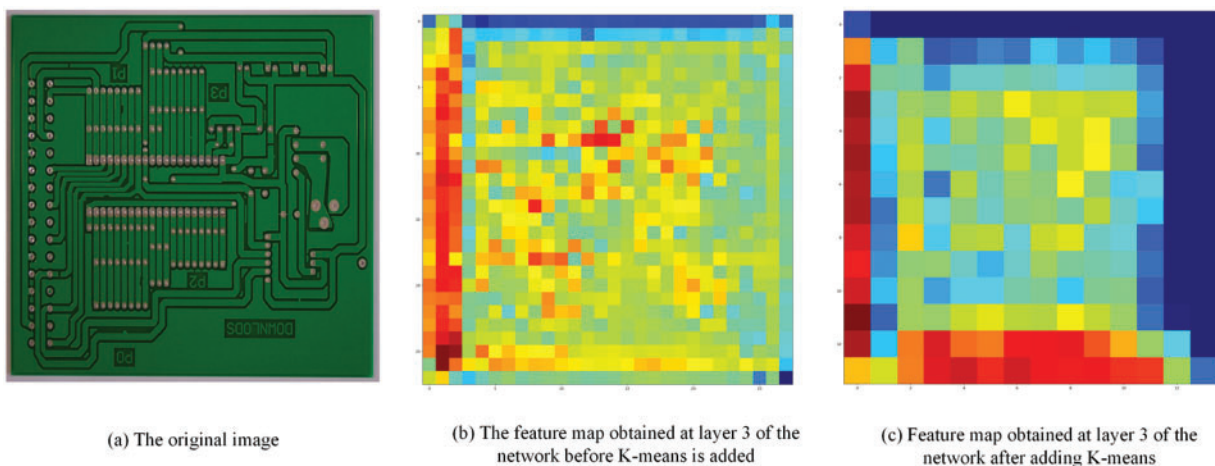 P1
P3
P2
DOWNLOODS
P0
(a) The original image
(b) The feature map obtained at layer 3 of the
network before K-means is added
(c) Feature map obtained at layer 3 of the
network after adding K-means